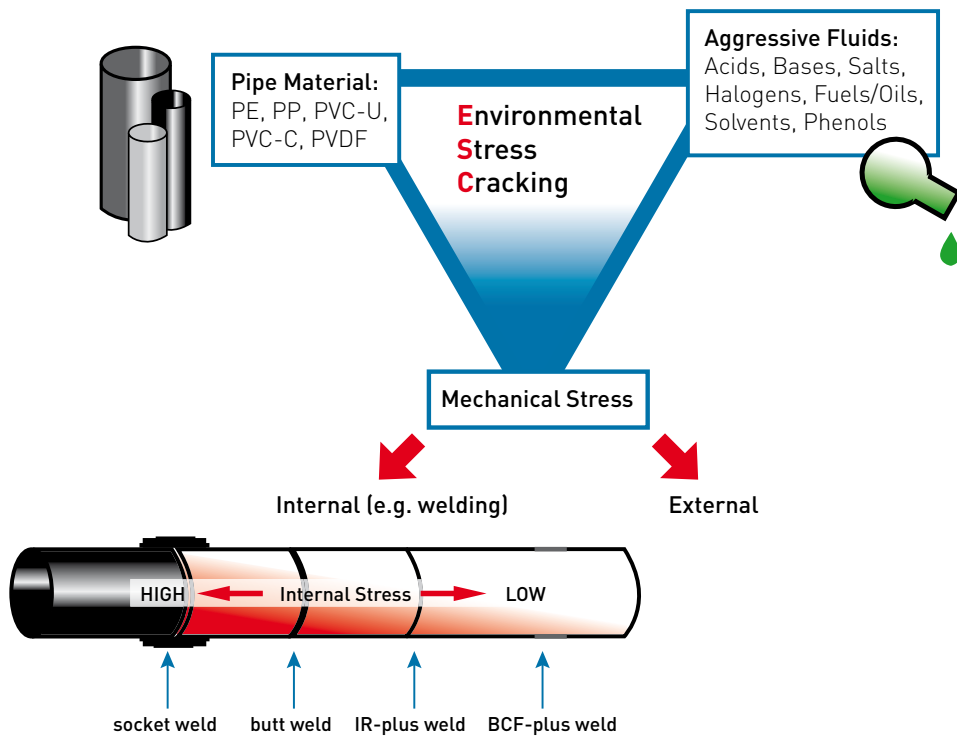 Pipe Material:
PE, PP, PVC-U,
PVC-C, PVDF
Environmental
Stress
Cracking
Aggressive Fluids:
Acids, Bases, Salts,
Halogens, Fuels/Oils,
Solvents, Phenols
Mechanical Stress
Internal (e.g. welding)
External
HIGH
Internal Stress
LOW
socket weld
butt weld
IR-plus weld
BCF-plus weld